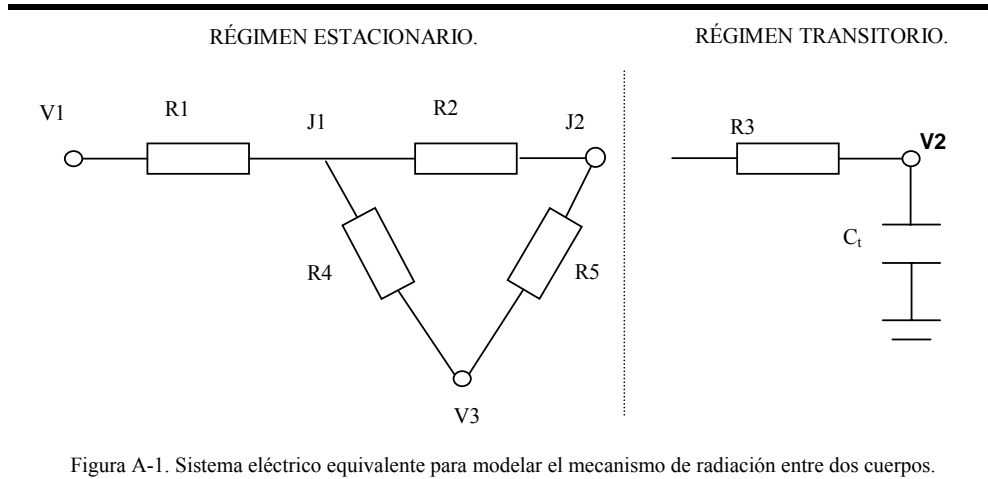 RÉGIMEN ESTACIONARIO.
RÉGIMEN TRANSITORIO.
V1
R1
J1
R2
J2
R3
V2
R4
R5
Ct
V3
Figura A-1. Sistema eléctrico equivalente para modelar el mecanismo de radiación entre dos cuerpos.